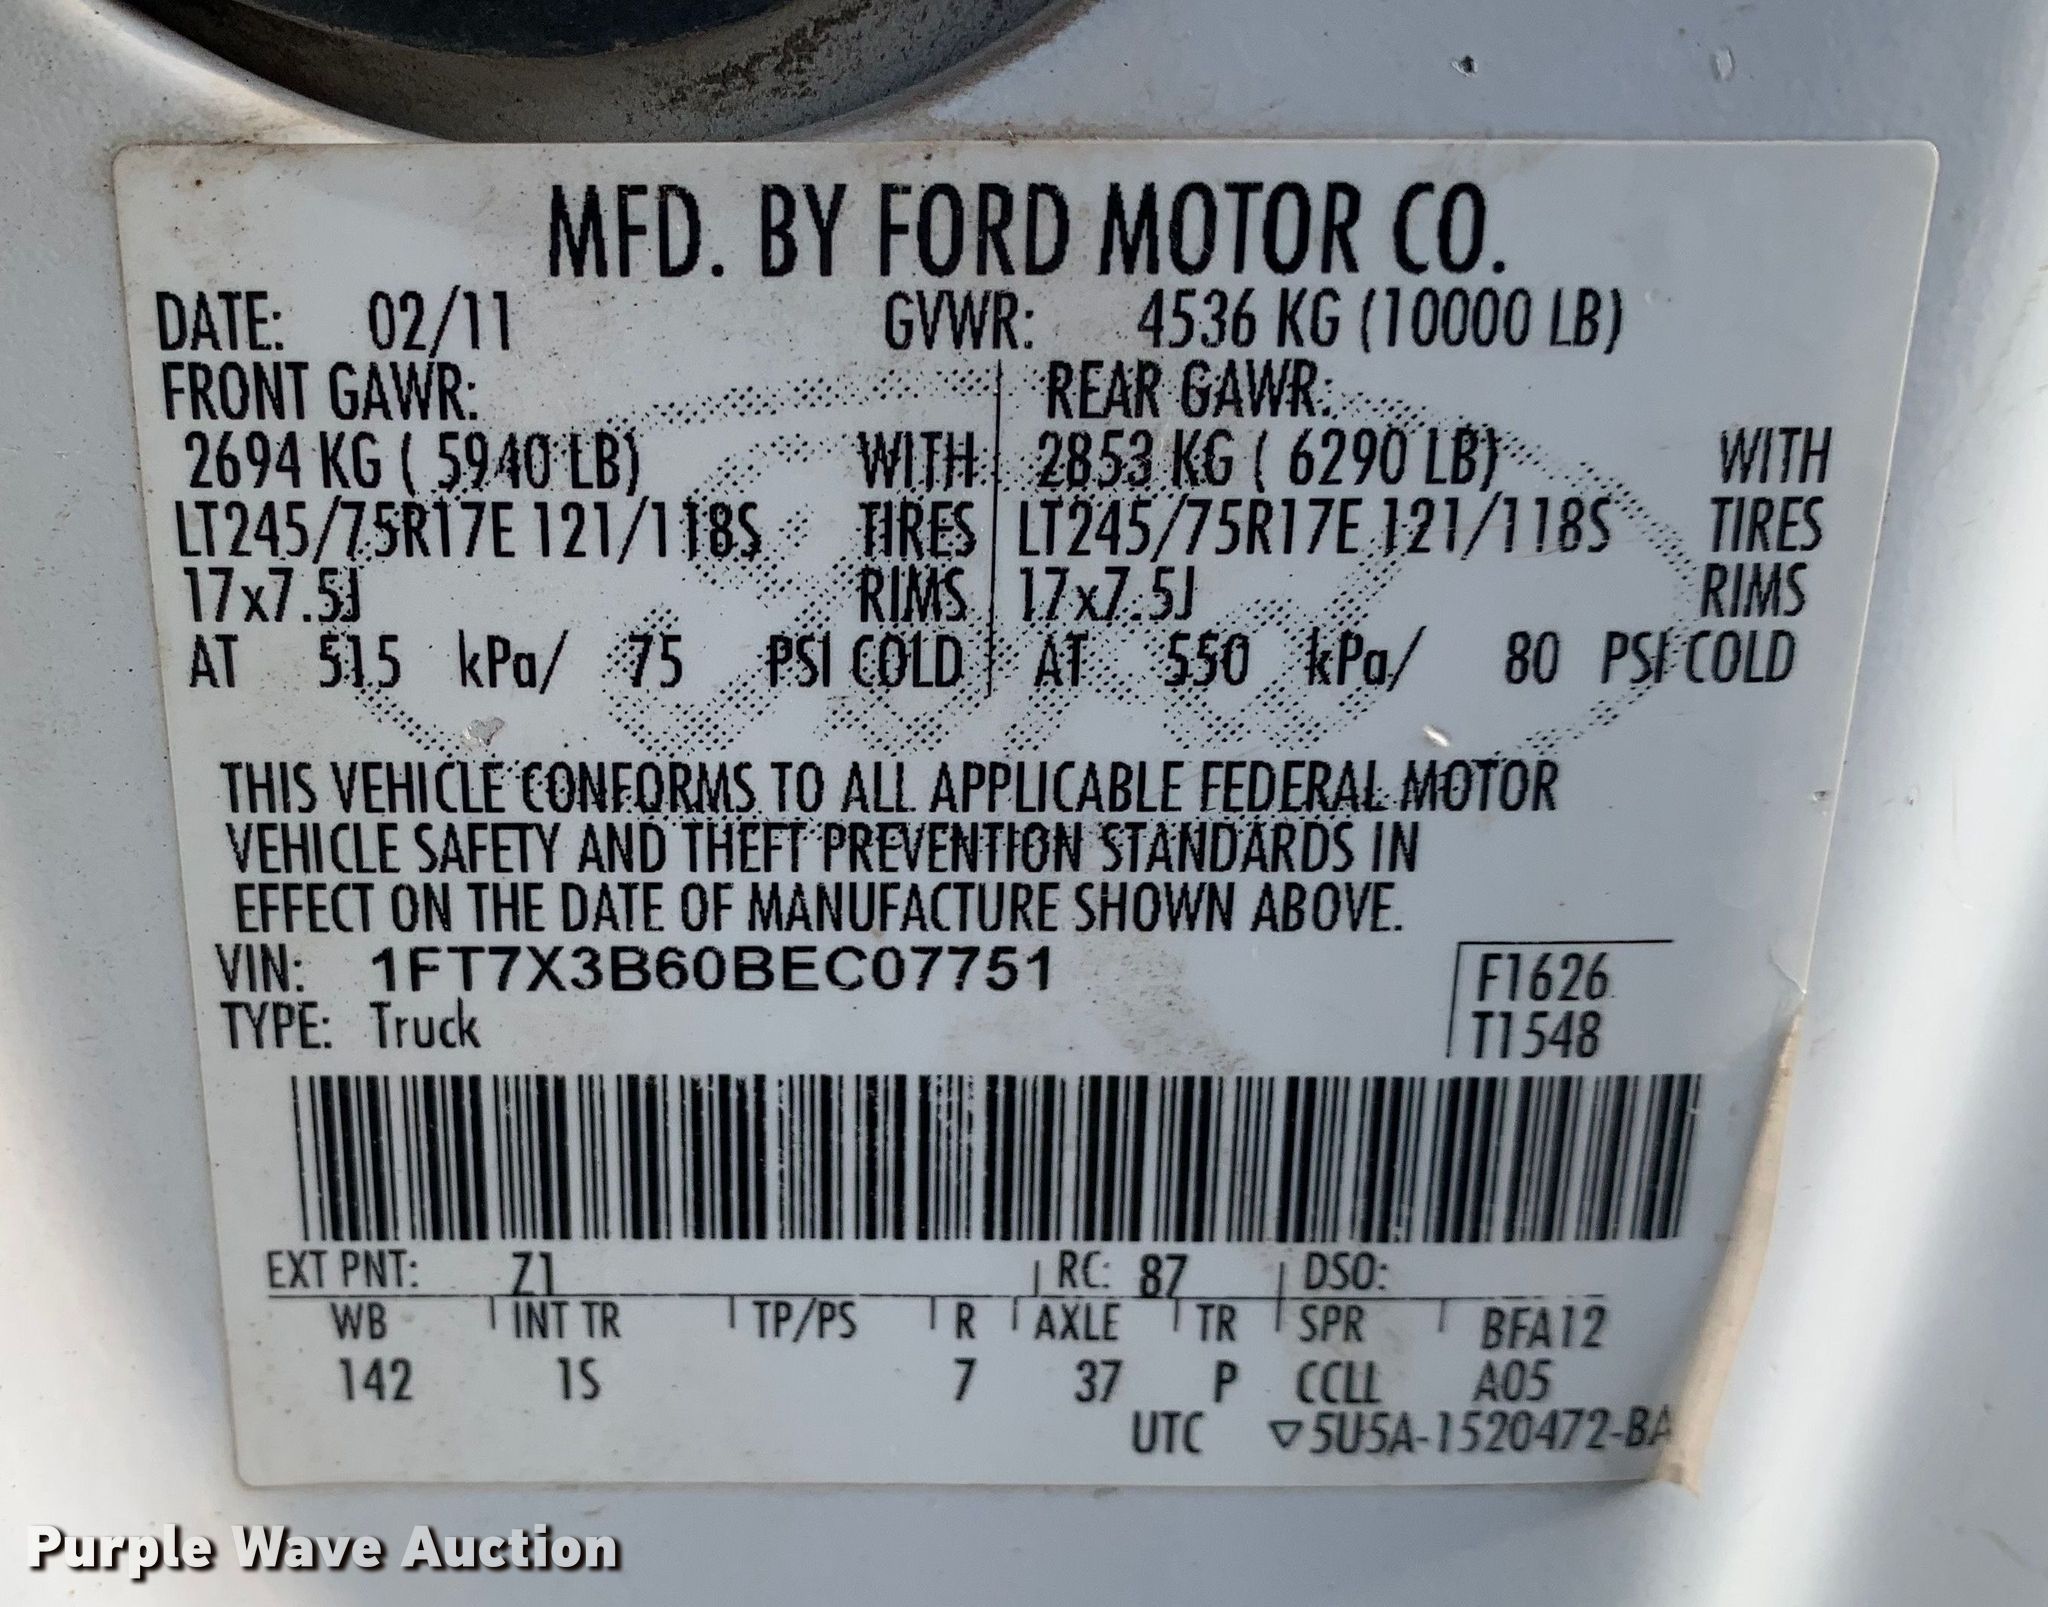 MFD. BY FORD MOTOR CO.
DATE: 02/11 GVWR: 4536 KG (10000 LB)
FRONT GAWR: REAR GAWR:
2694 KG ( 5940 LB) WITH 2853 KG ( 6290 LB) WITH
LT245/75R17E 121/118S TIRES LT245/75R17E 121/118S TIRES
17x7.5J RIMS 17x7.5J RIMS
AT 515 kPa/ 75 PSI COLD AT 550 kPa/ 80 PSI COLD
THIS VEHICLE CONFORMS TO ALL APPLICABLE FEDERAL MOTOR
VEHICLE SAFETY AND THEFT PREVENTION STANDARDS IN
EFFECT ON THE DATE OF MANUFACTURE SHOWN ABOVE.
VIN: 1FT7X3B60BEC07751 F1626
TYPE: Truck T1548
EXT PNT: Z1 RC: 87 DSO:
WB INT TR TP/PS R AXLE TR SPR BFA12
142 1S 7 37 P CCLL A05
UTC ▽5U5A-1520472-BA
Purple Wave Auction